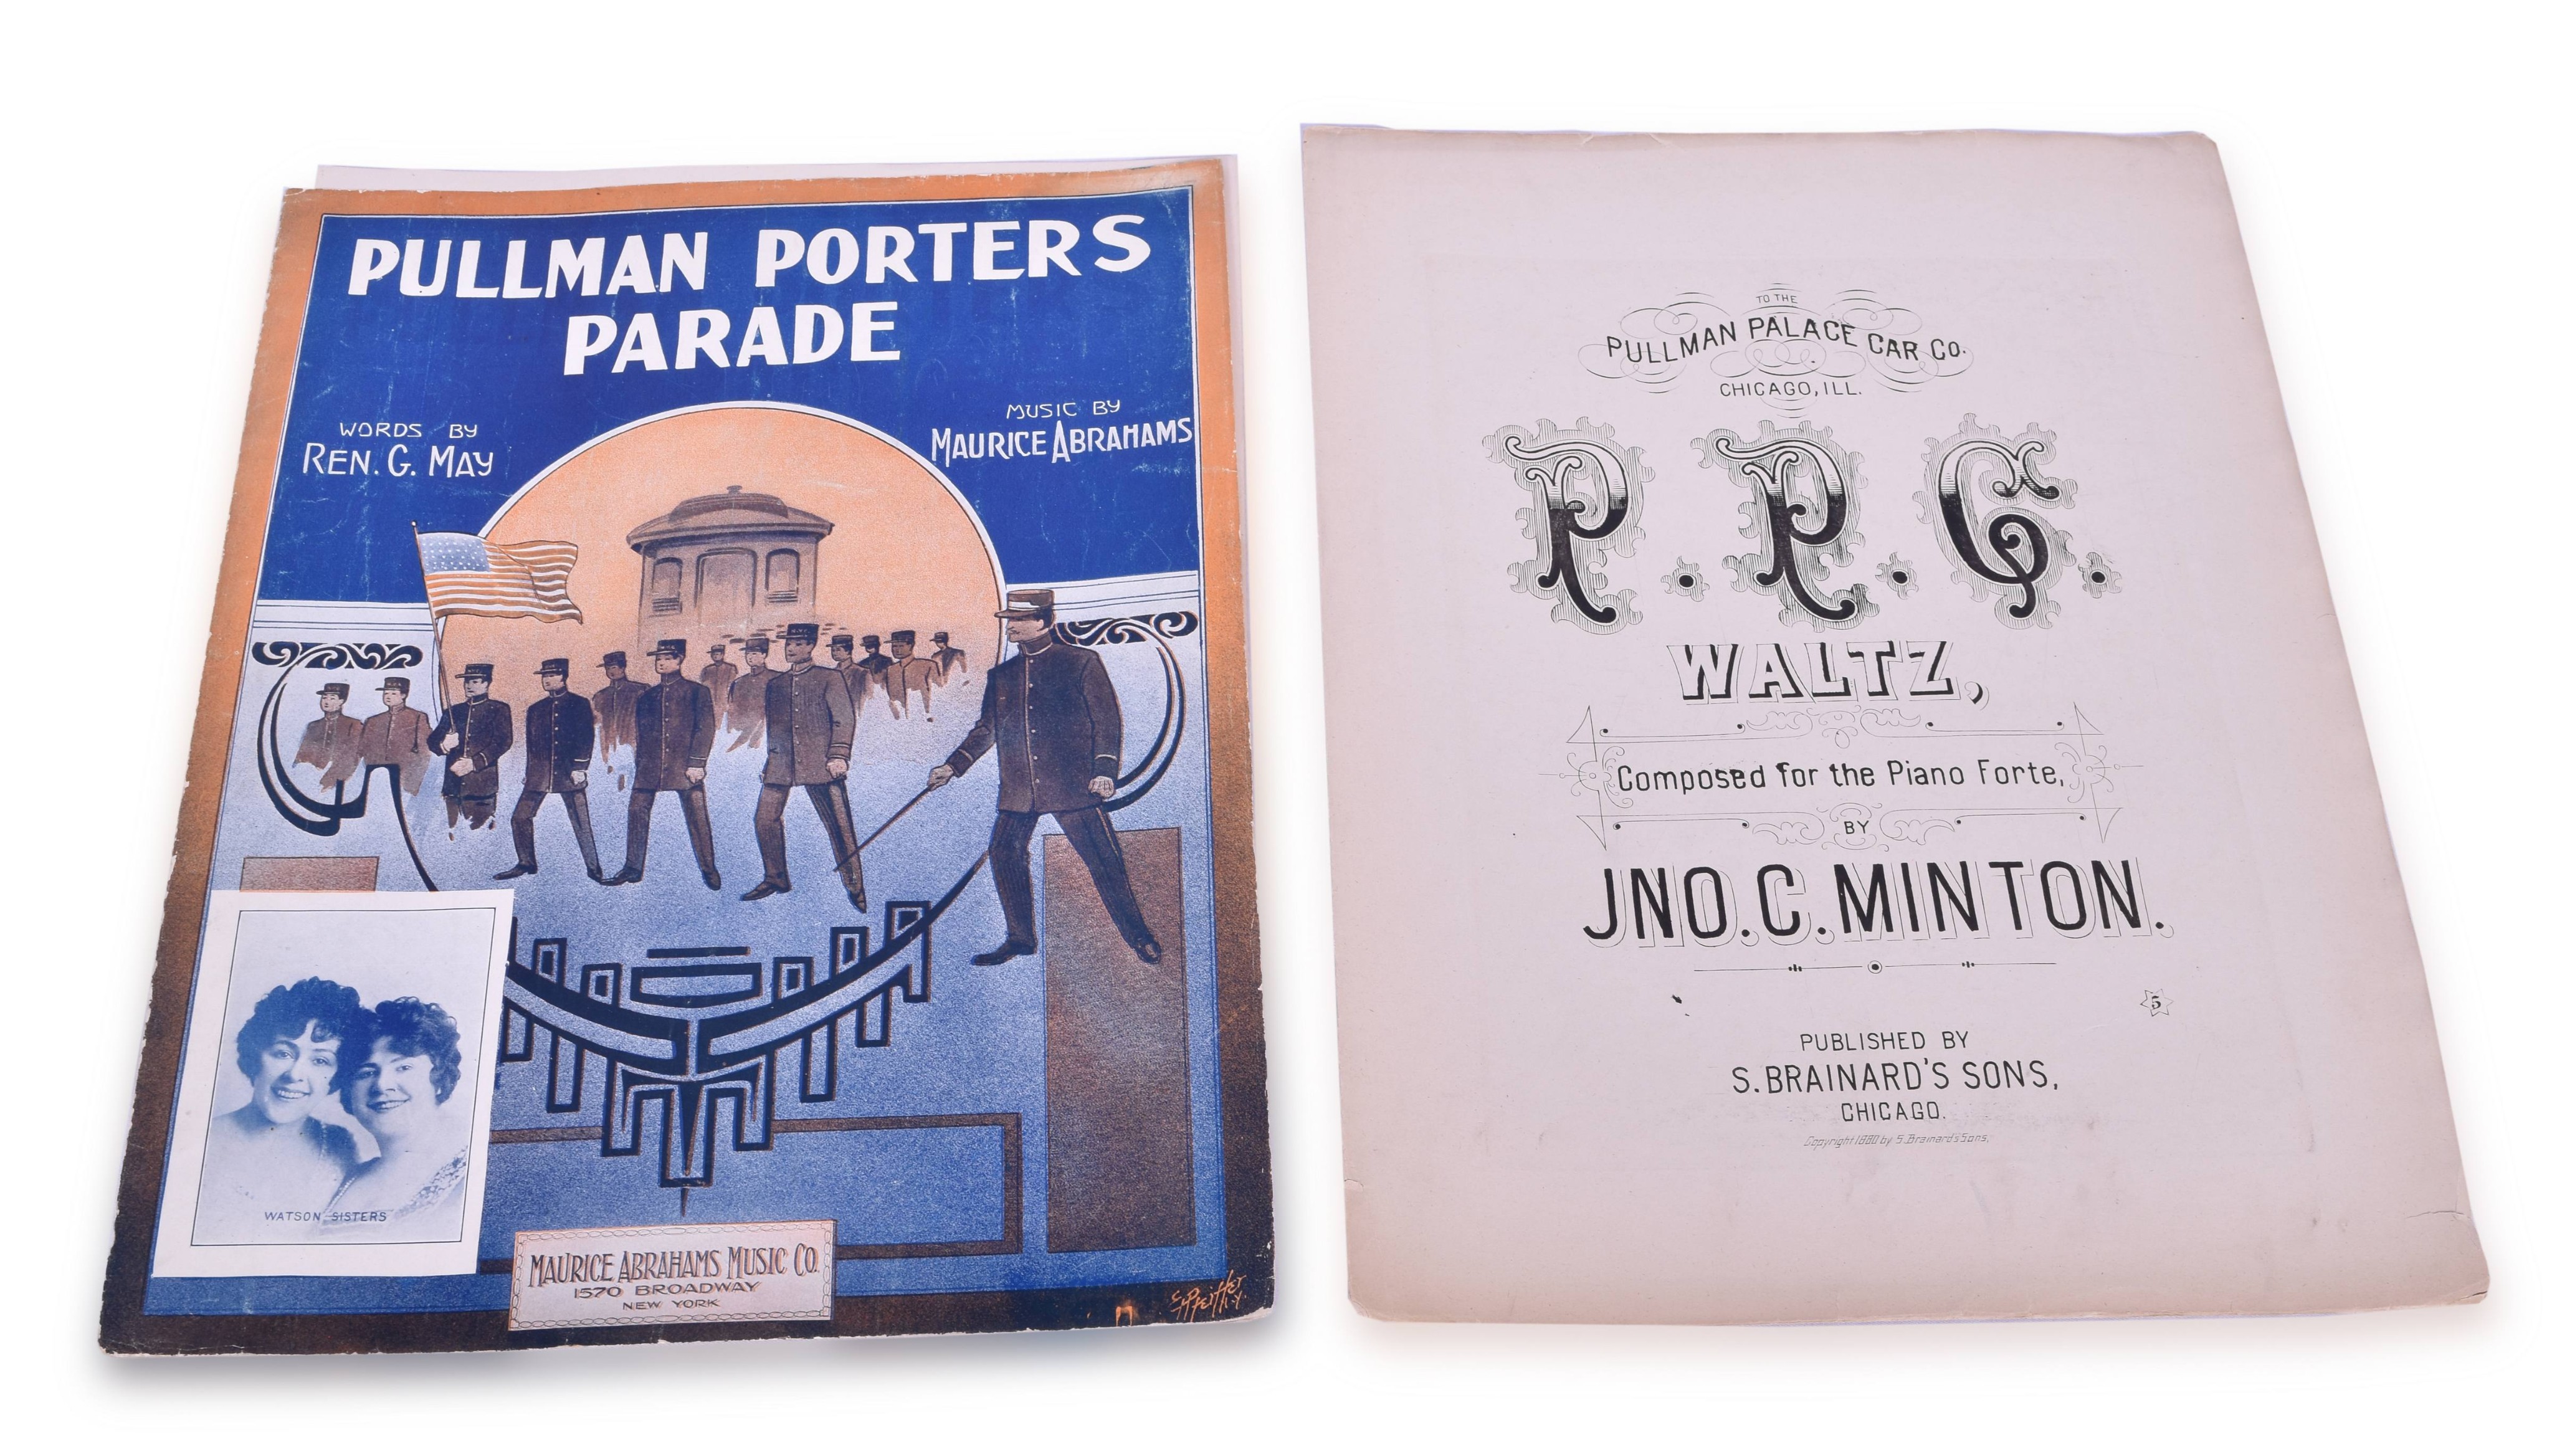 PULLMAN PORTERS
PARADE
WORDS BY
REN. G. MAY
MUSIC BY
MAURICE ABRAHAMS
WATSON SISTERS
MAURICE ABRAHAMS MUSIC CO.
1570 BROADWAY
NEW YORK
E Pfeiffer
N.Y.
TO THE
PULLMAN PALACE CAR CO.
CHICAGO, ILL.
P. P. C.
WALTZ,
Composed for the Piano Forte,
BY
JNO. C. MINTON.
5
PUBLISHED BY
S. BRAINARD'S SONS,
CHICAGO.
Copyright 1880 by S. Brainard's Sons.